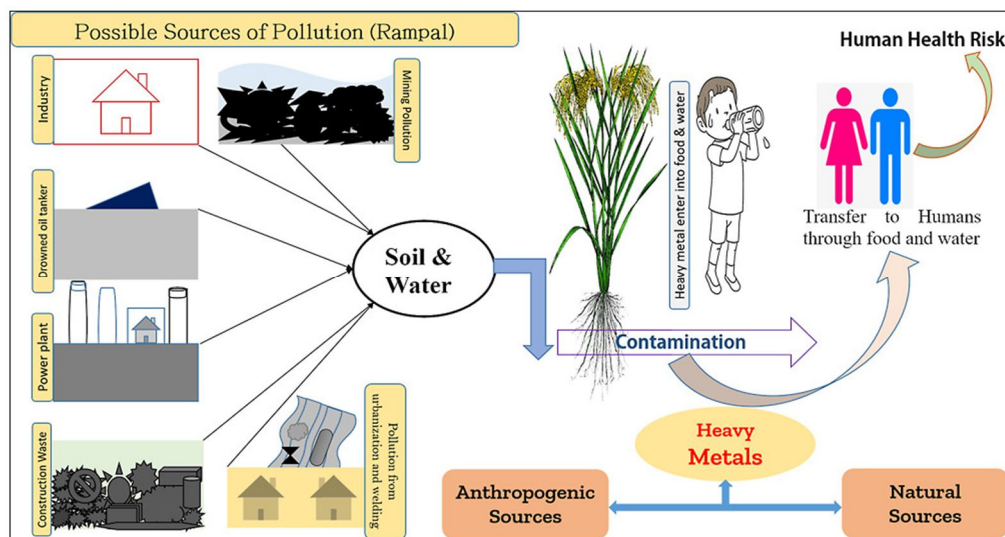 Possible Sources of Pollution (Rampal)
Industry
Mining Pollution
Drowned oil tanker
Power plant
Construction Waste
Pollution from
urbanization and welding
Soil &
Water
Heavy metal enter into food & water
Human Health Risk
Transfer to Humans
through food and water
Contamination
Heavy
Metals
Anthropogenic
Sources
Natural
Sources